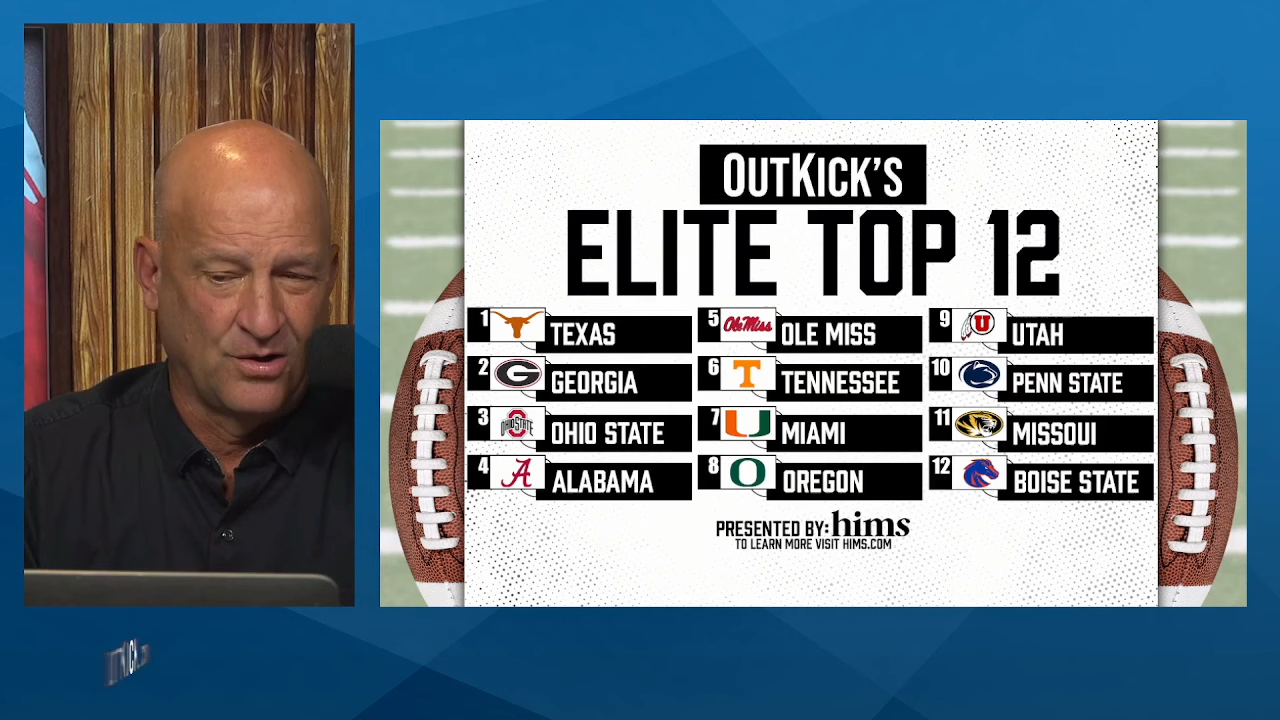 OUTKICK'S
ELITE TOP 12
1 TEXAS
2 GEORGIA
3 OHIO STATE
4 ALABAMA
5 Ole Miss OLE MISS
6 TENNESSEE
7 MIAMI
8 OREGON
9 UTAH
10 PENN STATE
11 MISSOUI
12 BOISE STATE
PRESENTED BY: hims
TO LEARN MORE VISIT HIMS.COM